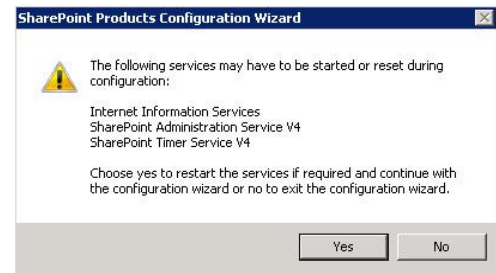 SharePoint Products Configuration Wizard
The following services may have to be started or reset during
configuration:
Internet Information Services
SharePoint Administration Service V4
SharePoint Timer Service V4
Choose yes to restart the services if required and continue with
the configuration wizard or no to exit the configuration wizard.
Yes
No